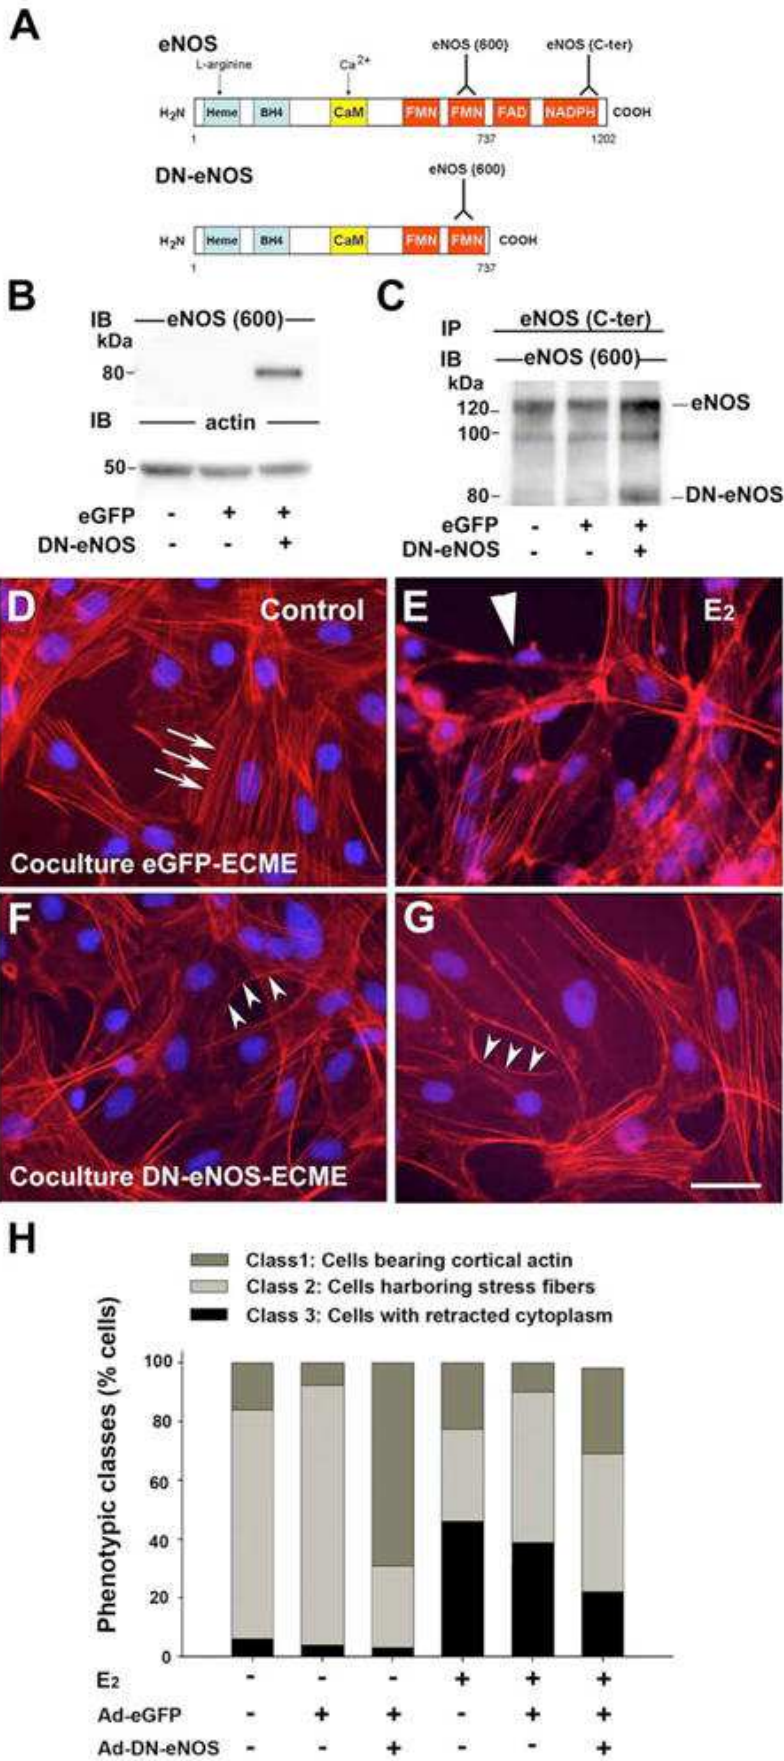 A
eNOS
eNOS (600)
eNOS (C-ter)
L-arginine
Ca2+
H2N
Heme
BH4
CaM
FMN
FMN
FAD
NADPH
COOH
1
737
1202
DN-eNOS
eNOS (600)
H2N
Heme
BH4
CaM
FMN
FMN
COOH
1
737
B
IB
eNOS (600)
kDa
80
IB
actin
50
eGFP - + +
DN-eNOS - - +
C
IP
eNOS (C-ter)
IB
eNOS (600)
kDa
120
100
80
eNOS
DN-eNOS
eGFP - + +
DN-eNOS - - +
D
Control
Coculture eGFP-ECME
E
E2
F
Coculture DN-eNOS-ECME
G
H
Class1: Cells bearing cortical actin
Class 2: Cells harboring stress fibers
Class 3: Cells with retracted cytoplasm
Phenotypic classes (% cells)
100
80
60
40
20
0
E2 - - - + + +
Ad-eGFP - + + - + +
Ad-DN-eNOS - - + - - +